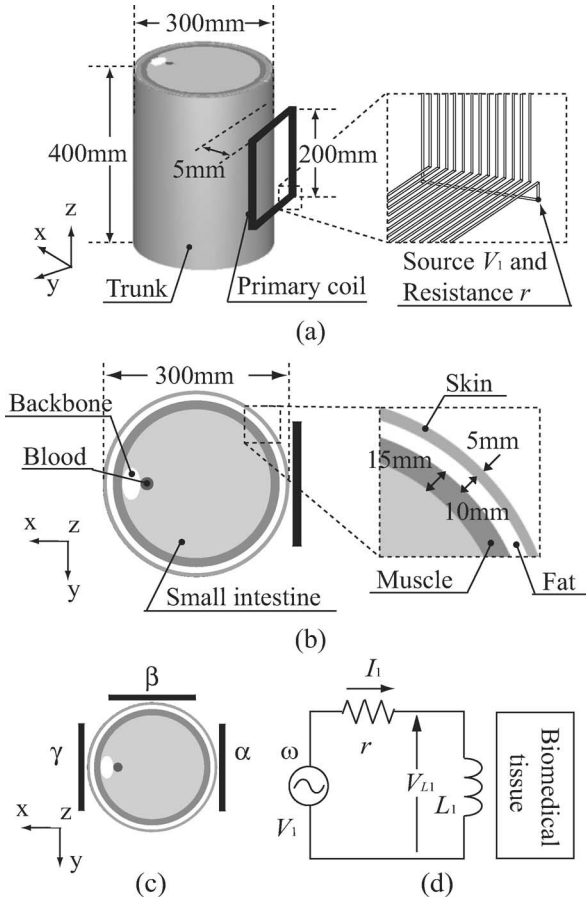 300mm
400mm
5mm
200mm
z
x
y
Trunk
Primary coil
Source V₁ and
Resistance r
(a)
300mm
Backbone
Blood
x
z
y
Small intestine
Skin
5mm
15mm
10mm
Muscle
Fat
(b)
β
γ
α
x
z
y
(c)
I₁
r
ω
V₁
V_L1
L₁
Biomedical
tissue
(d)